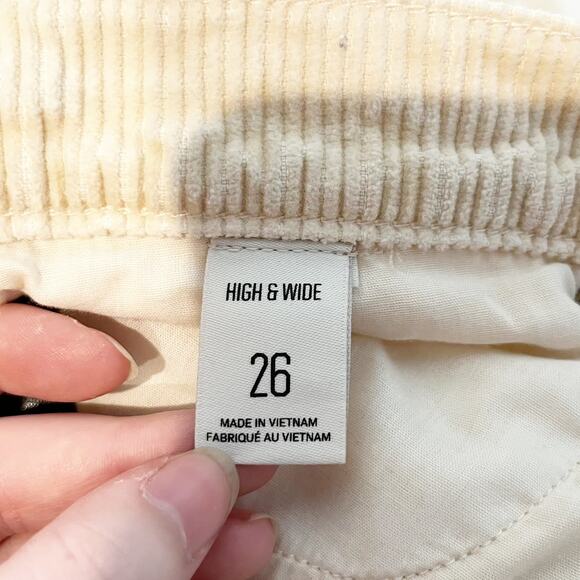 HIGH & WIDE
26
MADE IN VIETNAM
FABRIQUÉ AU VIETNAM